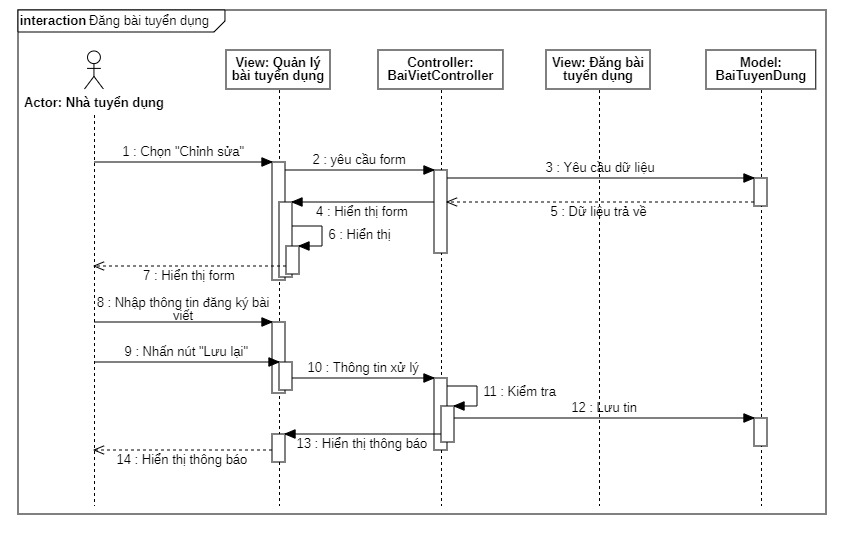 interaction Đăng bài tuyển dụng
Actor: Nhà tuyển dụng
View: Quản lý
bài tuyển dụng
Controller:
BaiVietController
View: Đăng bài
tuyển dụng
Model:
BaiTuyenDung
1 : Chọn "Chỉnh sửa"
2 : yêu cầu form
3 : Yêu cầu dữ liệu
4 : Hiển thị form
5 : Dữ liệu trả về
6 : Hiển thị
7 : Hiển thị form
8 : Nhập thông tin đăng ký bài
viết
9 : Nhấn nút "Lưu lại"
10 : Thông tin xử lý
11 : Kiểm tra
12 : Lưu tin
13 : Hiển thị thông báo
14 : Hiển thị thông báo